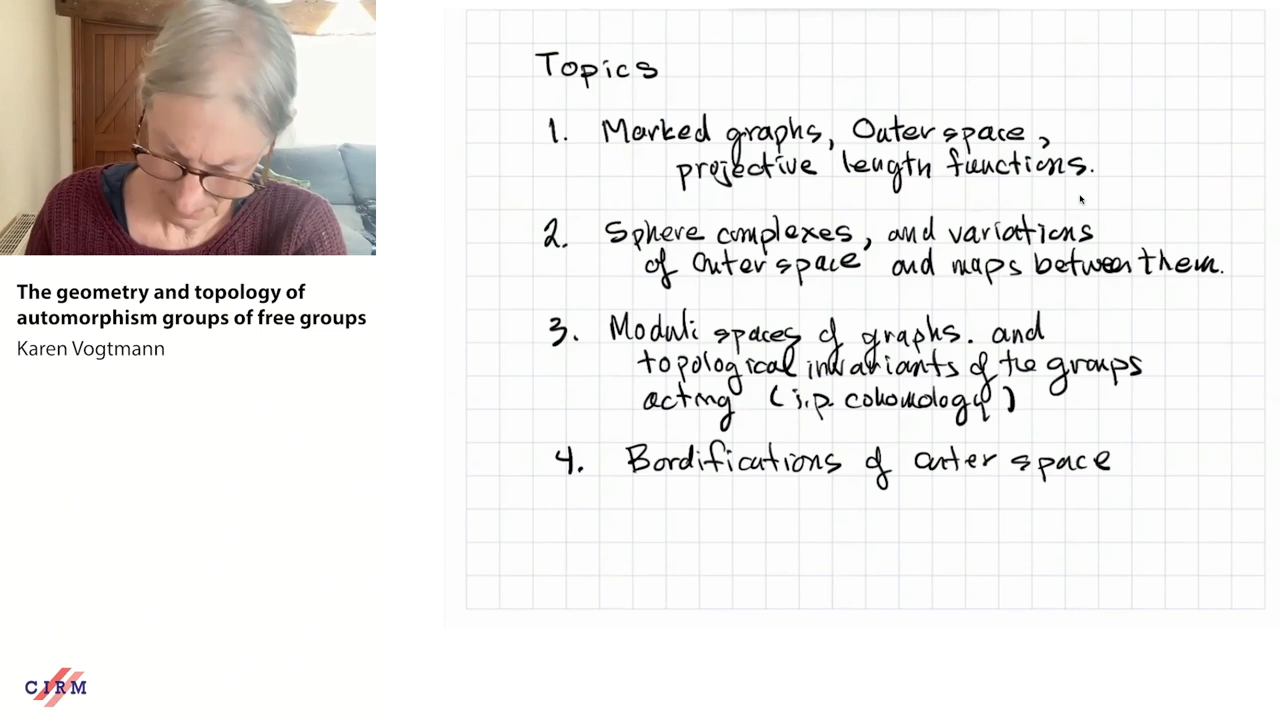 The geometry and topology of
automorphism groups of free groups
Karen Vogtmann
CIRM
Topics
1. Marked graphs, Outer space,
projective length functions.
2. Sphere complexes, and variations
of Outer space and maps between them.
3. Moduli spaces of graphs. and
topological invariants of the groups
acting (i.p. cohomology)
4. Bordifications of outer space